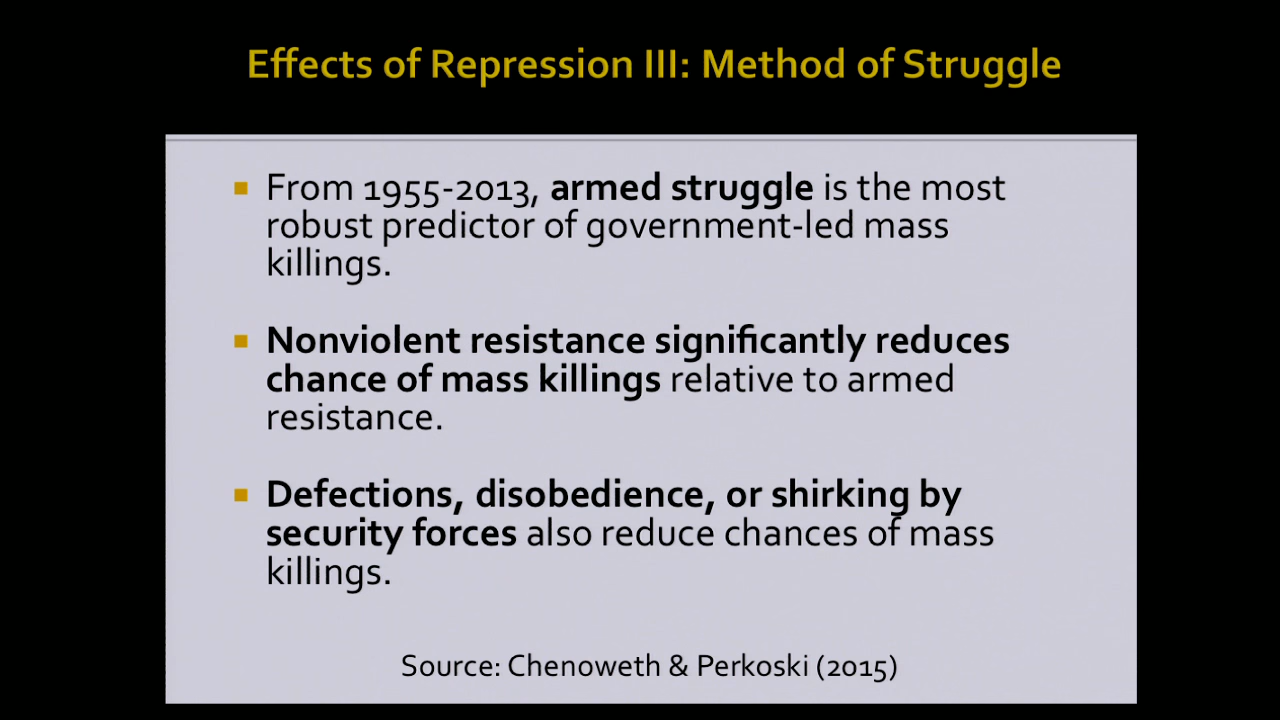 Effects of Repression III: Method of Struggle
From 1955-2013, armed struggle is the most
robust predictor of government-led mass
killings.
Nonviolent resistance significantly reduces
chance of mass killings relative to armed
resistance.
Defections, disobedience, or shirking by
security forces also reduce chances of mass
killings.
Source: Chenoweth & Perkoski (2015)